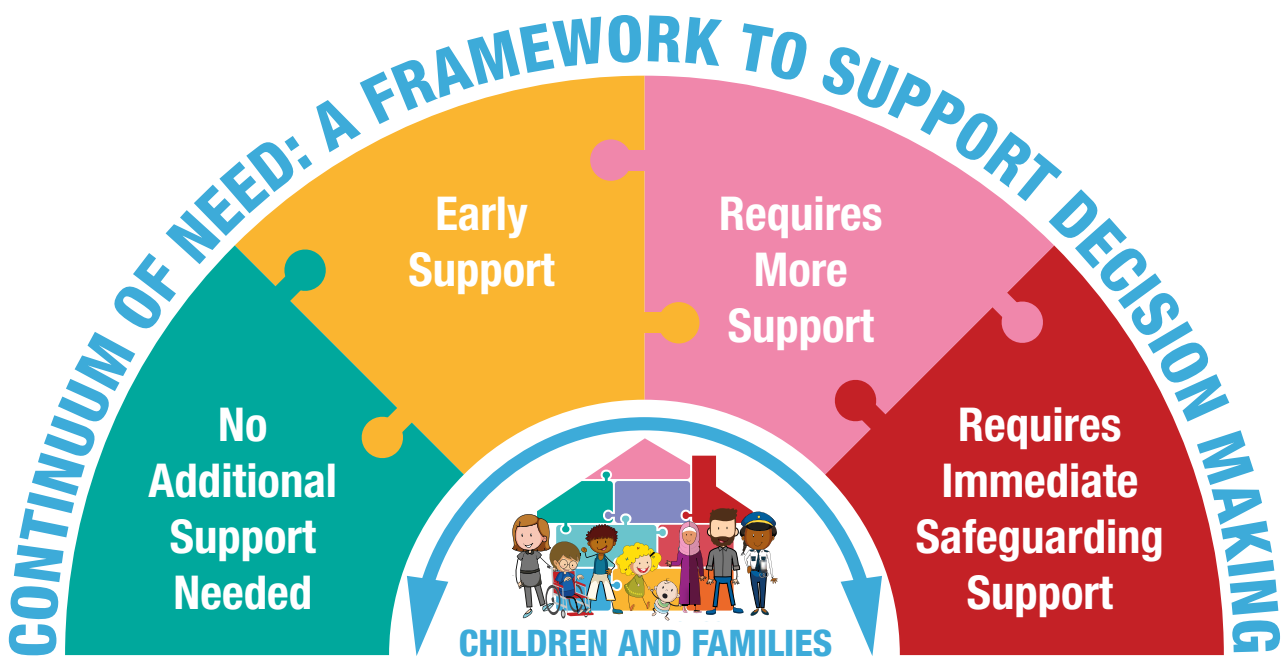 CONTINUUM OF NEED: A FRAMEWORK TO SUPPORT DECISION MAKING
No
Additional
Support
Needed
Early
Support
Requires
More
Support
Requires
Immediate
Safeguarding
Support
CHILDREN AND FAMILIES